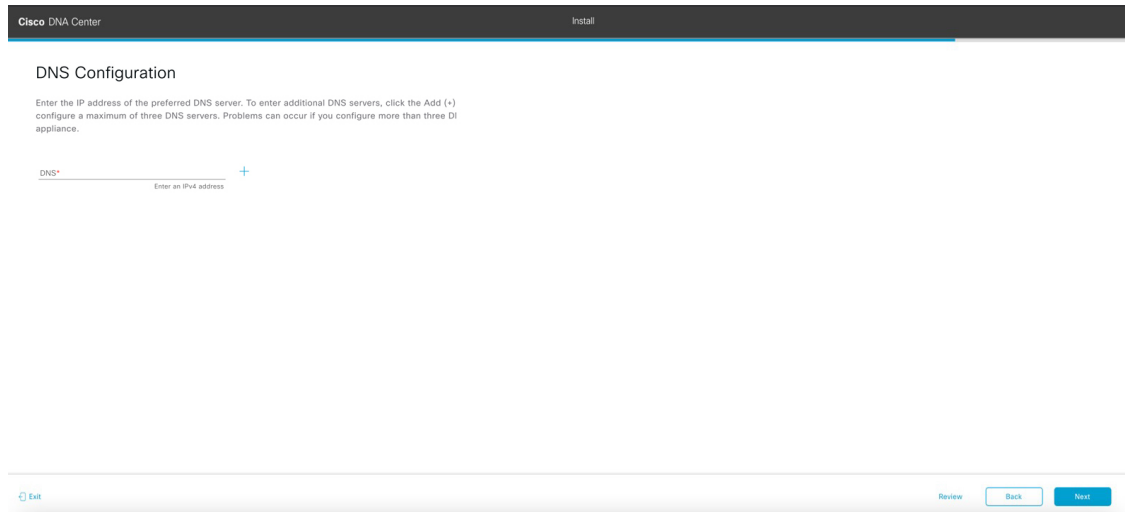 Cisco DNA Center
Install
DNS Configuration
Enter the IP address of the preferred DNS server. To enter additional DNS servers, click the Add (+)
configure a maximum of three DNS servers. Problems can occur if you configure more than three DI
appliance.
DNS*
+
Enter an IPv4 address
Exit
Review
Back
Next